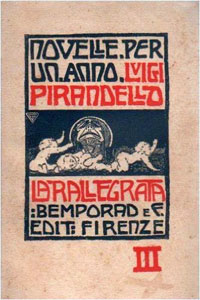 NOVELLE·PER
UN·ANNO·LUIGI
PIRANDELLO
LA RALLEGRATA
:BEMPORAD E F.
EDIT: FIRENZE
III